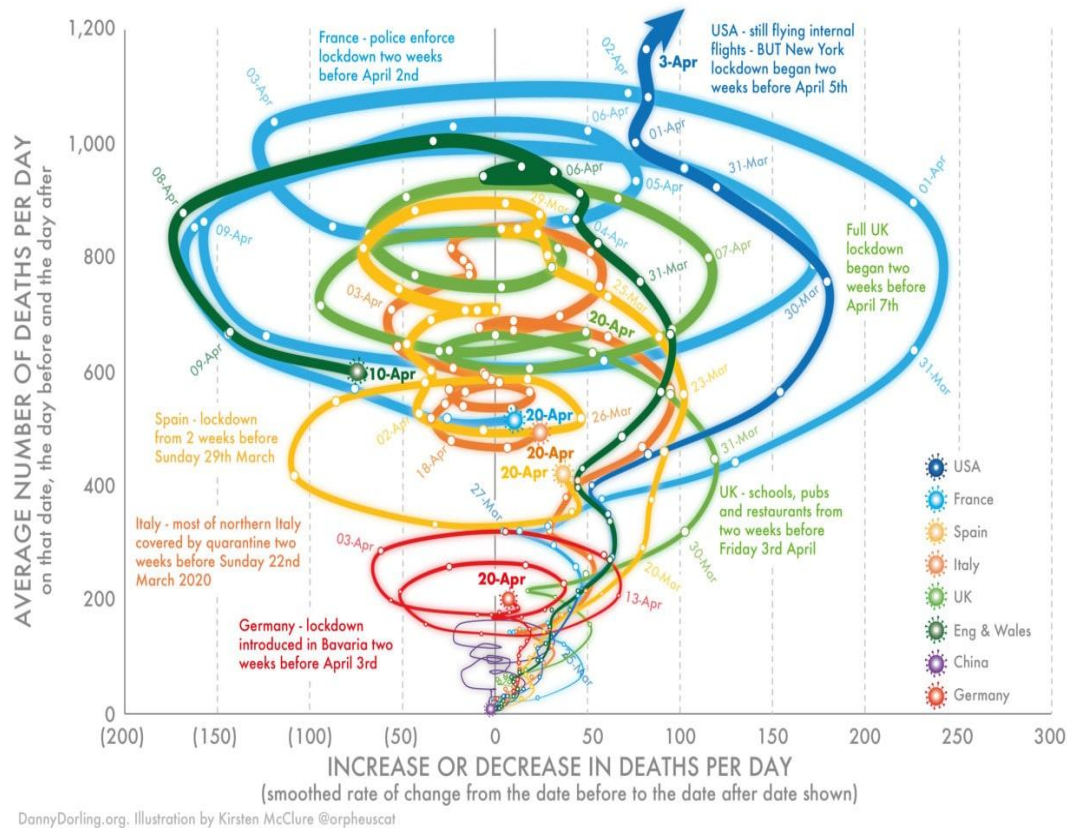 AVERAGE NUMBER OF DEATHS PER DAY
on that date, the day before and the day after
1,200
1,000
800
600
400
200
0
France - police enforce
lockdown two weeks
before April 2nd
USA - still flying internal
flights - BUT New York
lockdown began two
weeks before April 5th
Full UK
lockdown
began two
weeks before
April 7th
Spain - lockdown
from 2 weeks before
Sunday 29th March
Italy - most of northern Italy
covered by quarantine two
weeks before Sunday 22nd
March 2020
UK - schools, pubs
and restaurants from
two weeks before
Friday 3rd April
Germany - lockdown
introduced in Bavaria two
weeks before April 3rd
03-Apr
02-Apr
3-Apr
06-Apr
01-Apr
31-Mar
08-Apr
06-Apr
05-Apr
01-Apr
29-Mar
09-Apr
04-Apr
07-Apr
31-Mar
03-Apr
25-Mar
30-Mar
20-Apr
09-Apr
10-Apr
31-Mar
23-Mar
20-Apr
26-Mar
02-Apr
18-Apr
20-Apr
20-Apr
31-Mar
27-Mar
30-Mar
03-Apr
20-Mar
20-Apr
13-Apr
USA
France
Spain
Italy
UK
Eng & Wales
China
Germany
(200)
(150)
(100)
(50)
0
50
100
150
200
250
300
INCREASE OR DECREASE IN DEATHS PER DAY
(smoothed rate of change from the date before to the date after date shown)
DannyDorling.org. Illustration by Kirsten McClure @orpheuscat